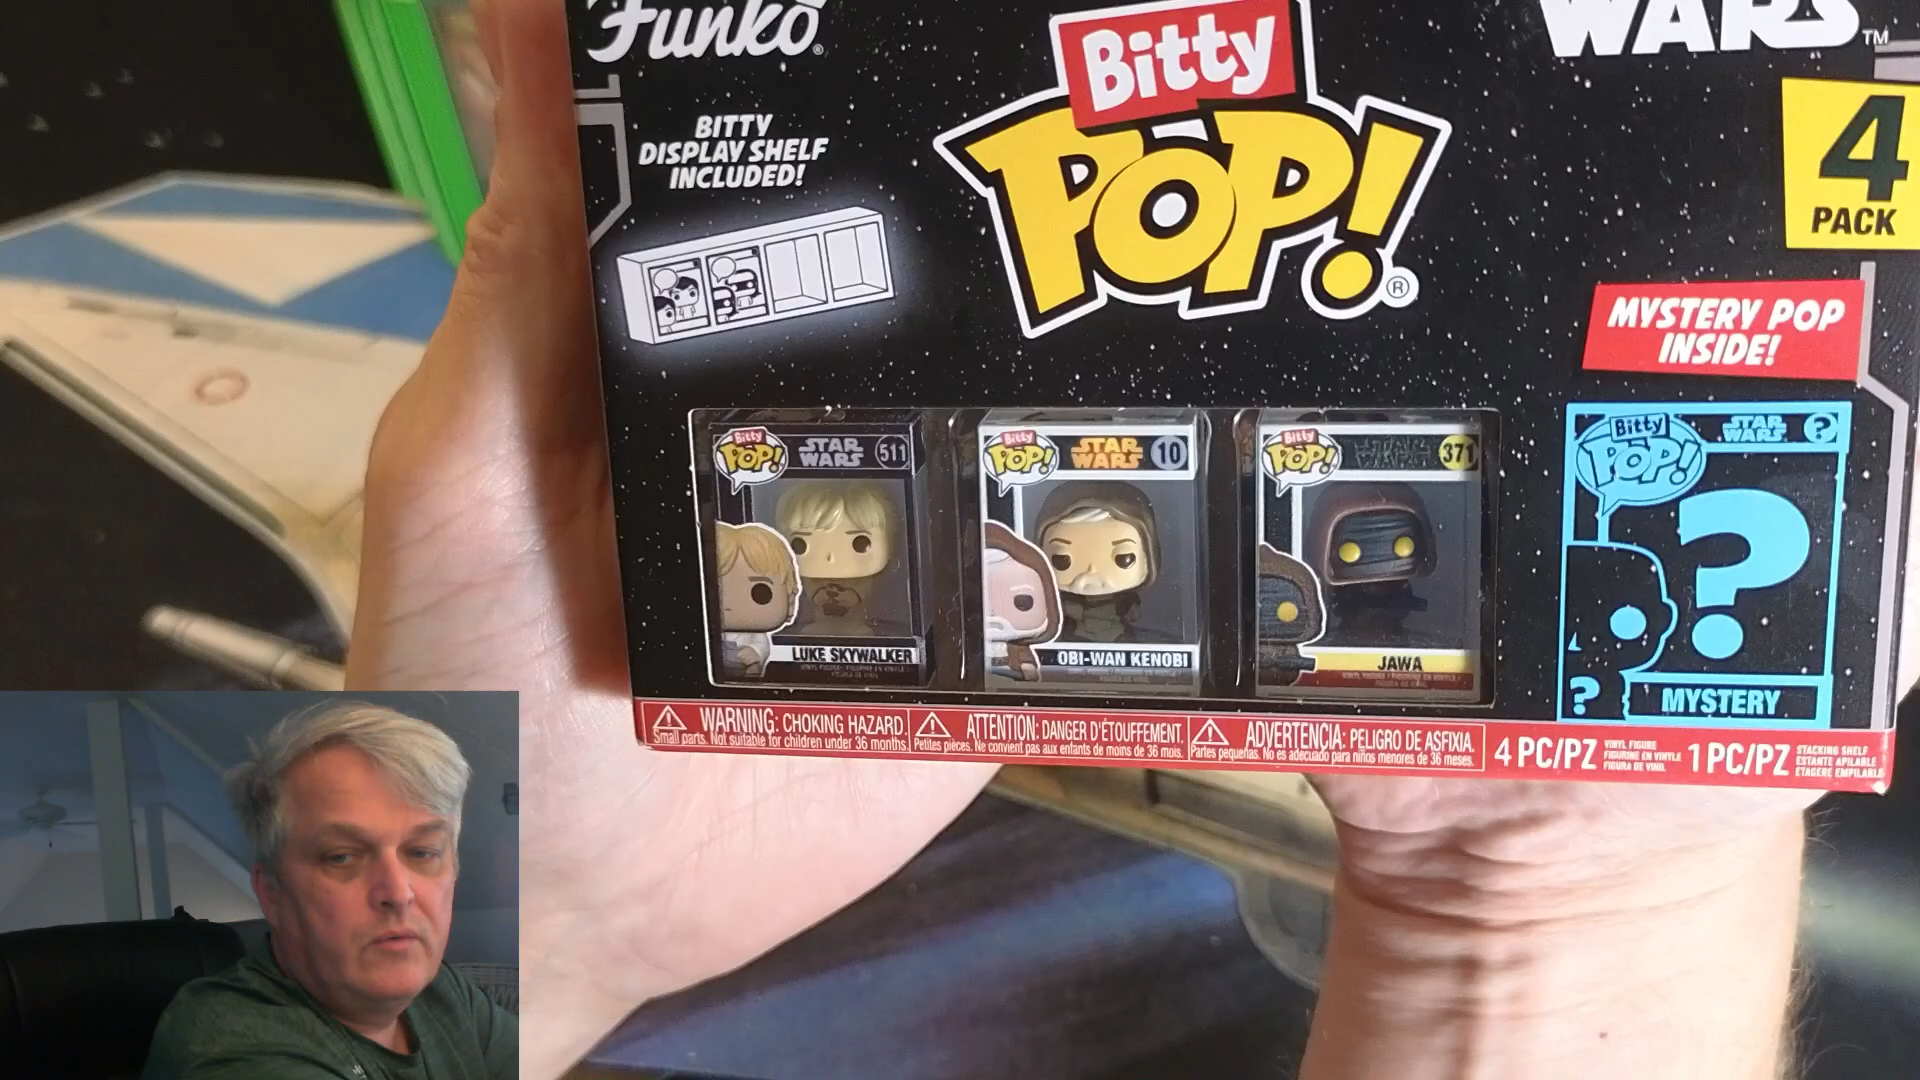 Funko®
WARS™
Bitty
POP!®
BITTY
DISPLAY SHELF
INCLUDED!
4
PACK
MYSTERY POP
INSIDE!
Bitty
POP!
STAR
WARS
511
LUKE SKYWALKER
Bitty
POP!
STAR
WARS
10
OBI-WAN KENOBI
Bitty
POP!
STAR
WARS
371
JAWA
Bitty
POP!
STAR
WARS
?
?
?
MYSTERY
WARNING: CHOKING HAZARD.
Small parts. Not suitable for children under 36 months.
ATTENTION: DANGER D'ÉTOUFFEMENT.
Petites pièces. Ne convient pas aux enfants de moins de 36 mois.
ADVERTENCIA: PELIGRO DE ASFIXIA.
Partes pequeñas. No es adecuado para niños menores de 36 meses.
4 PC/PZ
VINYL FIGURE
FIGURINE EN VINYLE
FIGURA DE VINIL
1 PC/PZ
STACKING SHELF
ESTANTE APILABLE
ÉTAGÈRE EMPILABLE